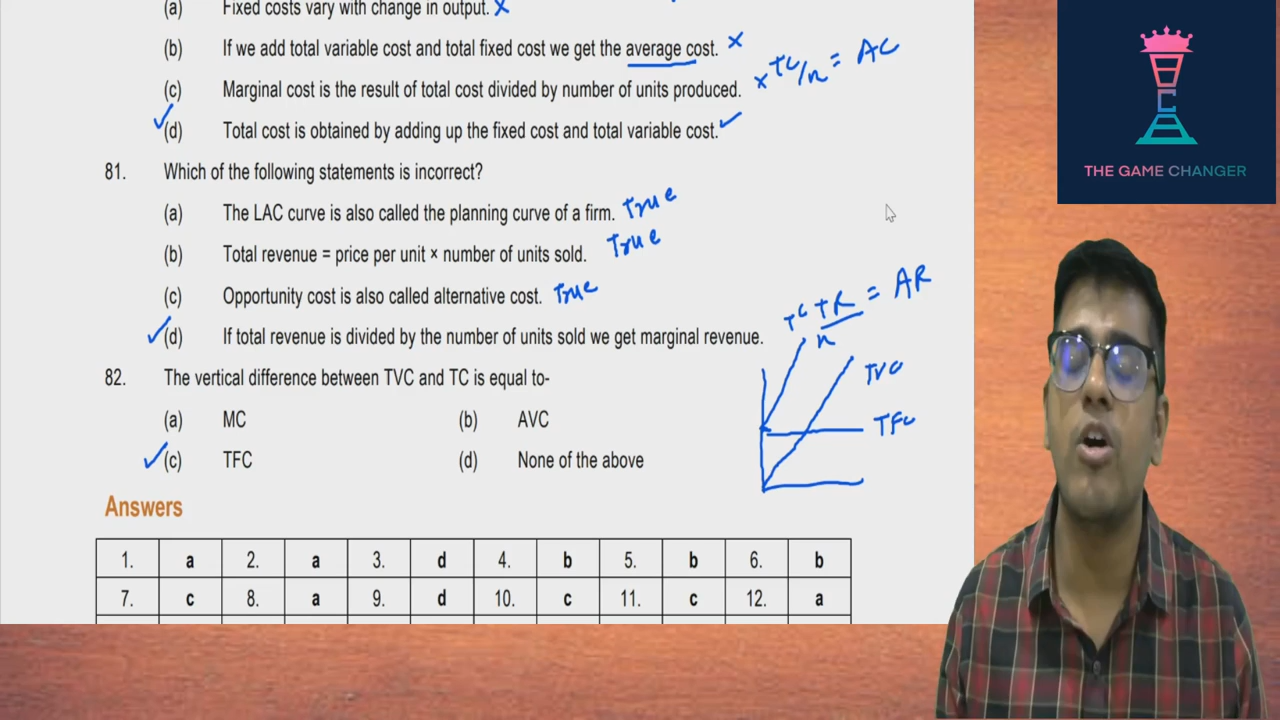 (a) Fixed costs vary with change in output. x
(b) If we add total variable cost and total fixed cost we get the average cost. x
(c) Marginal cost is the result of total cost divided by number of units produced. x TC/n = AC
(d) Total cost is obtained by adding up the fixed cost and total variable cost.
81. Which of the following statements is incorrect?
(a) The LAC curve is also called the planning curve of a firm. True
(b) Total revenue = price per unit × number of units sold. True
(c) Opportunity cost is also called alternative cost. True
(d) If total revenue is divided by the number of units sold we get marginal revenue.
TR/n = AR
TC
TVC
TFC
82. The vertical difference between TVC and TC is equal to-
(a) MC (b) AVC
(c) TFC (d) None of the above
Answers
1. a 2. a 3. d 4. b 5. b 6. b
7. c 8. a 9. d 10. c 11. c 12. a
THE GAME CHANGER